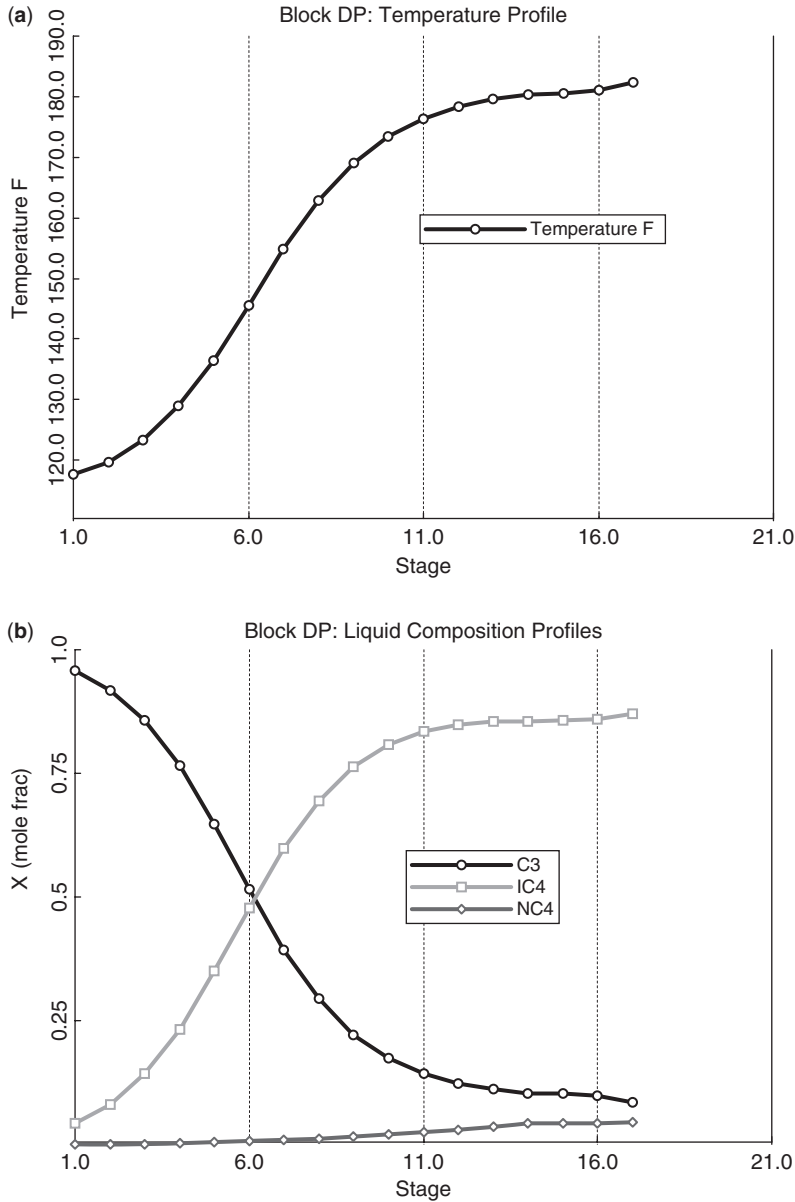 (a)
Block DP: Temperature Profile
Temperature F
190.0
180.0
170.0
160.0
150.0
140.0
130.0
120.0
Temperature F
1.0 6.0 11.0 16.0 21.0
Stage
(b)
Block DP: Liquid Composition Profiles
X (mole frac)
1.0
0.75
0.5
0.25
C3
IC4
NC4
1.0 6.0 11.0 16.0 21.0
Stage